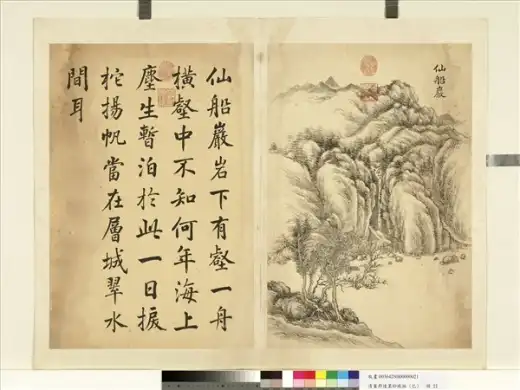 仙船巖
仙船巖岩下有壑一舟
橫壑中不知何年海上
塵生暫泊於此一日捩
柁揚帆當在層城翠水
間耳